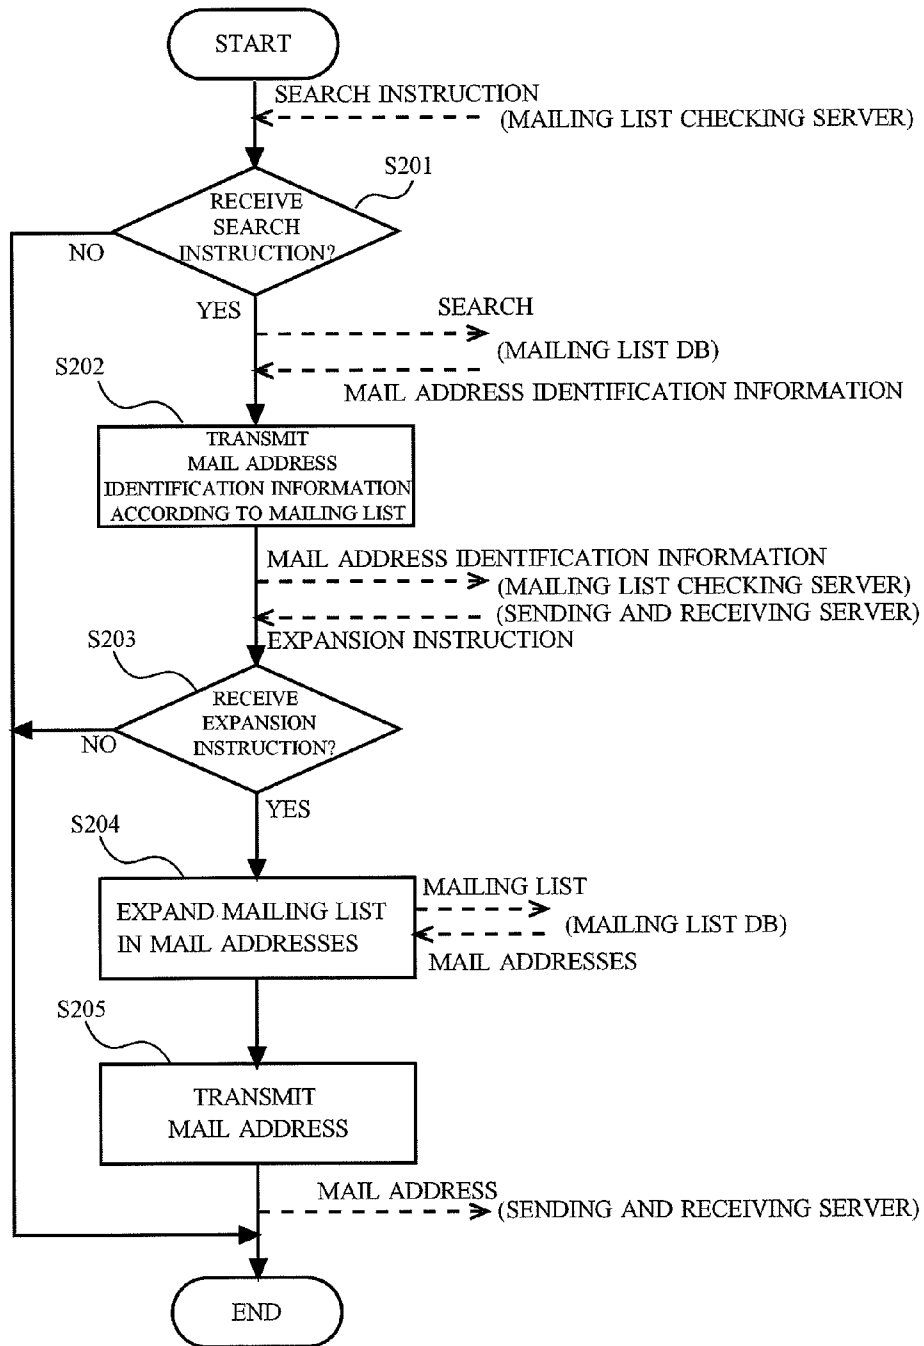 START
SEARCH INSTRUCTION
(MAILING LIST CHECKING SERVER)
S201
RECEIVE
SEARCH
INSTRUCTION?
NO
YES
SEARCH
(MAILING LIST DB)
MAIL ADDRESS IDENTIFICATION INFORMATION
S202
TRANSMIT
MAIL ADDRESS
IDENTIFICATION INFORMATION
ACCORDING TO MAILING LIST
MAIL ADDRESS IDENTIFICATION INFORMATION
(MAILING LIST CHECKING SERVER)
(SENDING AND RECEIVING SERVER)
EXPANSION INSTRUCTION
S203
RECEIVE
EXPANSION
INSTRUCTION?
NO
YES
S204
EXPAND MAILING LIST
IN MAIL ADDRESSES
MAILING LIST
(MAILING LIST DB)
MAIL ADDRESSES
S205
TRANSMIT
MAIL ADDRESS
MAIL ADDRESS
(SENDING AND RECEIVING SERVER)
END